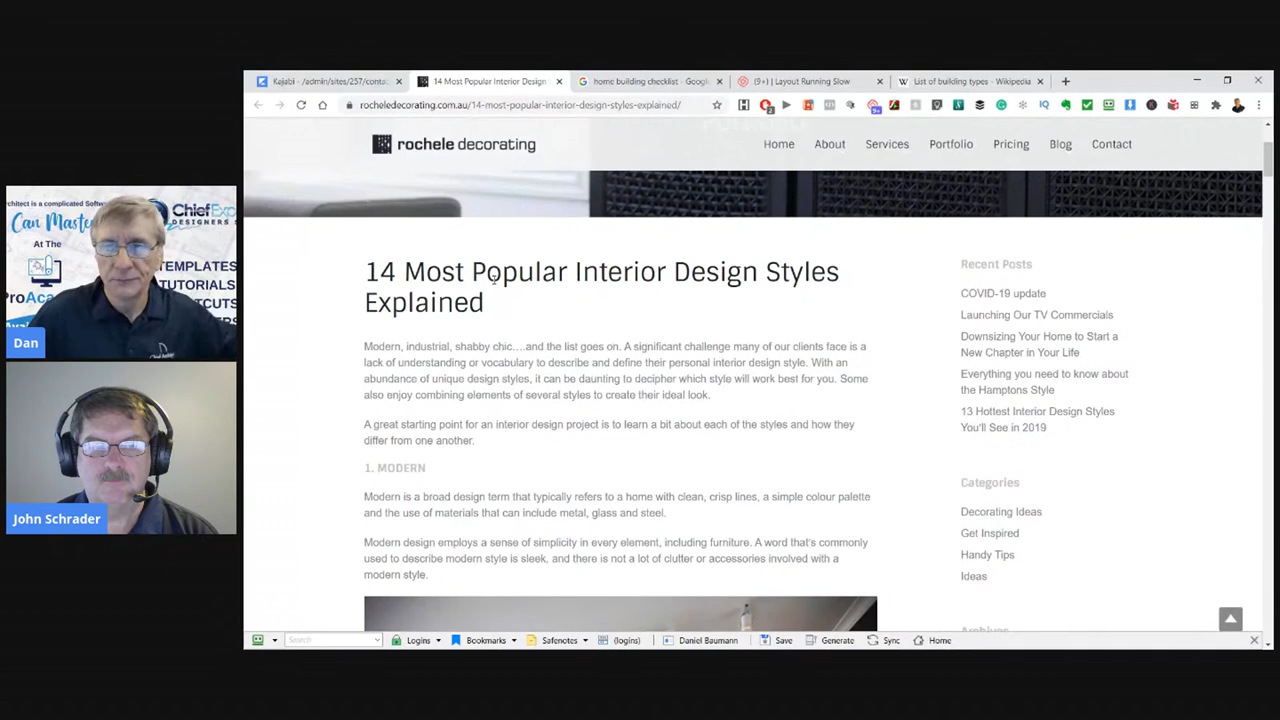 Kajabi - /admin/sites/257/conta
14 Most Popular Interior Design
home building checklist - Google
(9+) | Layout Running Slow
List of building types - Wikipedia
rocheledecorating.com.au/14-most-popular-interior-design-styles-explained/
rochele decorating
Home
About
Services
Portfolio
Pricing
Blog
Contact
14 Most Popular Interior Design Styles
Explained
Modern, industrial, shabby chic….and the list goes on. A significant challenge many of our clients face is a
lack of understanding or vocabulary to describe and define their personal interior design style. With an
abundance of unique design styles, it can be daunting to decipher which style will work best for you. Some
also enjoy combining elements of several styles to create their ideal look.
A great starting point for an interior design project is to learn a bit about each of the styles and how they
differ from one another.
1. MODERN
Modern is a broad design term that typically refers to a home with clean, crisp lines, a simple colour palette
and the use of materials that can include metal, glass and steel.
Modern design employs a sense of simplicity in every element, including furniture. A word that's commonly
used to describe modern style is sleek, and there is not a lot of clutter or accessories involved with a
modern style.
Recent Posts
COVID-19 update
Launching Our TV Commercials
Downsizing Your Home to Start a
New Chapter in Your Life
Everything you need to know about
the Hamptons Style
13 Hottest Interior Design Styles
You'll See in 2019
Categories
Decorating Ideas
Get Inspired
Handy Tips
Ideas
Archives
Search
Logins
Bookmarks
Safenotes
(logins)
Daniel Baumann
Save
Generate
Sync
Home
architect is a complicated Softw
Can Master
At The
ProAca
Chief Exp
DESIGNERS
TEMPLATES
TUTORIALS
Dan
John Schrader